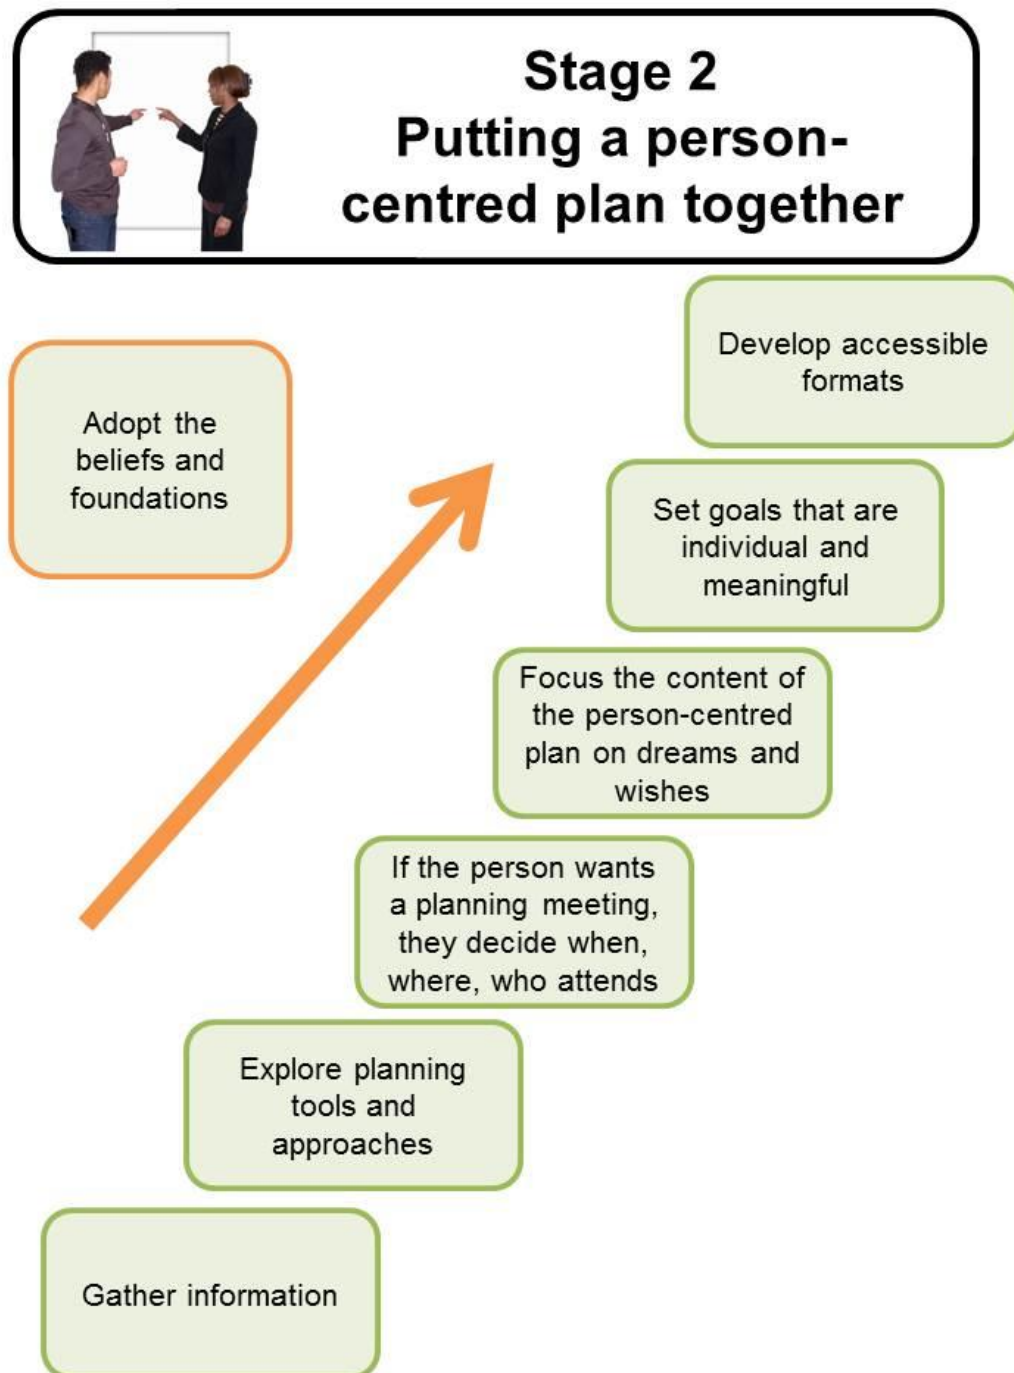 Stage 2
Putting a person-
centred plan together
Develop accessible
formats
Adopt the
beliefs and
foundations
Set goals that are
individual and
meaningful
Focus the content of
the person-centred
plan on dreams and
wishes
If the person wants
a planning meeting,
they decide when,
where, who attends
Explore planning
tools and
approaches
Gather information